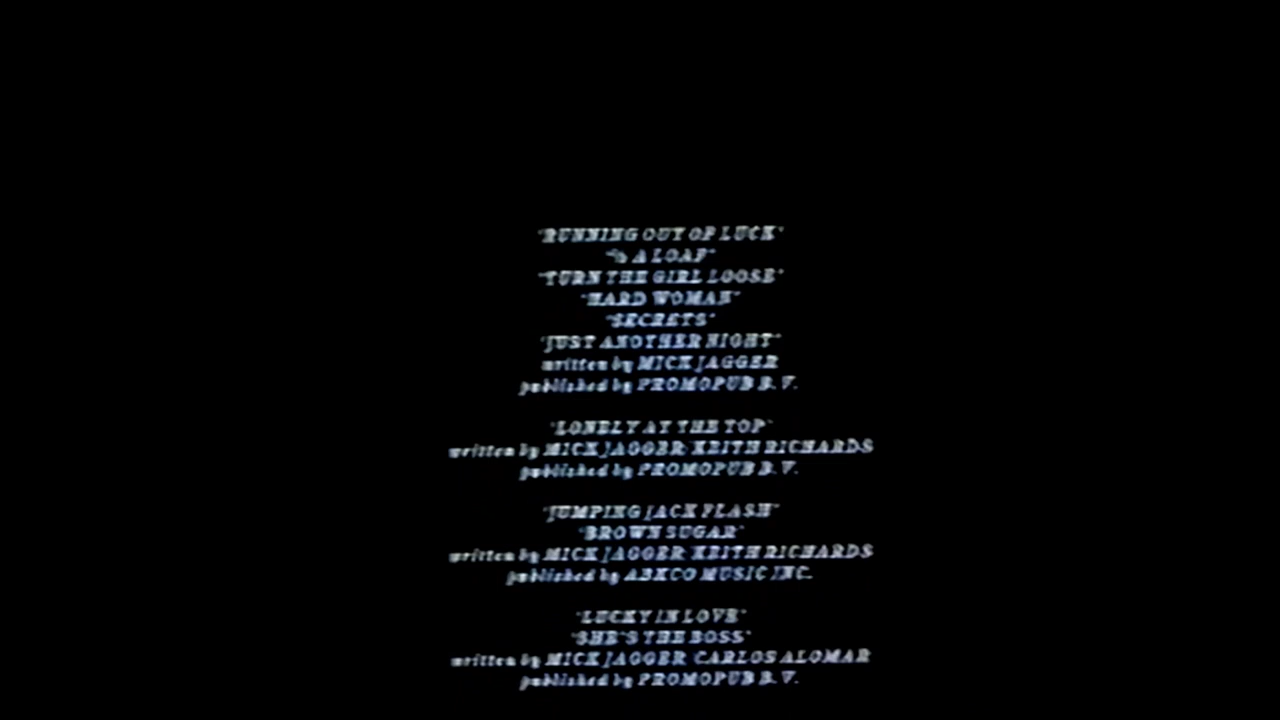 "RUNNING OUT OF LUCK"
"½ A LOAF"
"TURN THE GIRL LOOSE"
"HARD WOMAN"
"SECRETS"
"JUST ANOTHER NIGHT"
written by MICK JAGGER
published by PROMOPUB B.V.
"LONELY AT THE TOP"
written by MICK JAGGER/KEITH RICHARDS
published by PROMOPUB B.V.
"JUMPING JACK FLASH"
"BROWN SUGAR"
written by MICK JAGGER/KEITH RICHARDS
published by ABKCO MUSIC INC.
"LUCKY IN LOVE"
"SHE'S THE BOSS"
written by MICK JAGGER/CARLOS ALOMAR
published by PROMOPUB B.V.